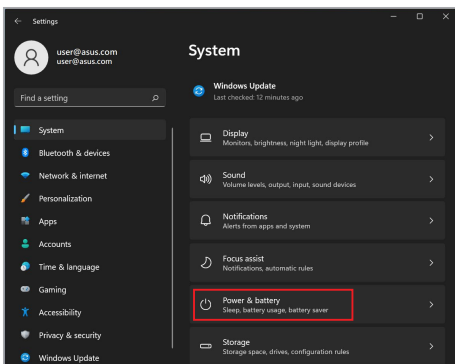 Settings
user@asus.com
user@asus.com
Find a setting
System
Bluetooth & devices
Network & internet
Personalization
Apps
Accounts
Time & language
Gaming
Accessibility
Privacy & security
Windows Update
System
Windows Update
Last checked: 12 minutes ago
Display
Monitors, brightness, night light, display profile
Sound
Volume levels, output, input, sound devices
Notifications
Alerts from apps and system
Focus assist
Notifications, automatic rules
Power & battery
Sleep, battery usage, battery saver
Storage
Storage space, drives, configuration rules